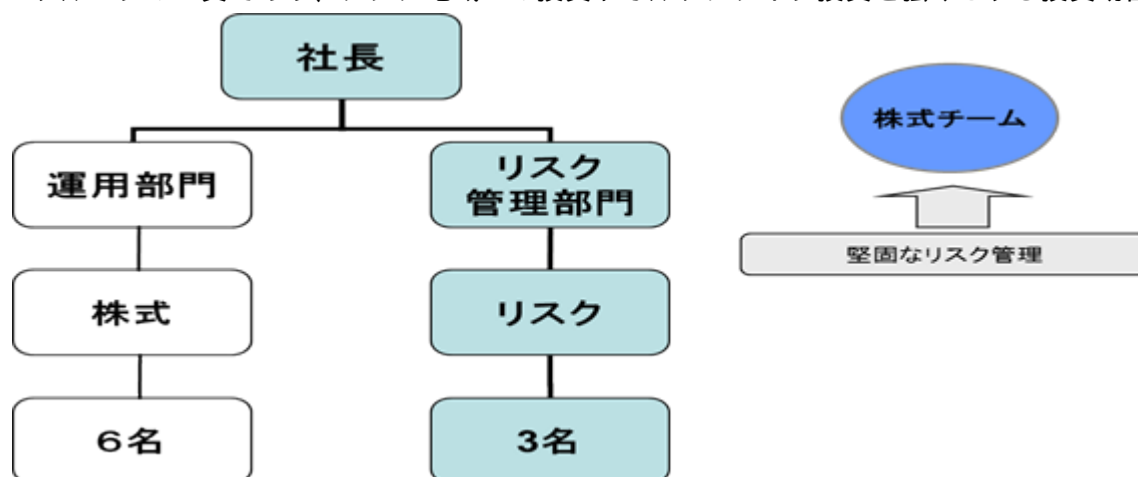 社長
運用部門
リスク
管理部門
株式
リスク
6名
3名
株式チーム
堅固なリスク管理